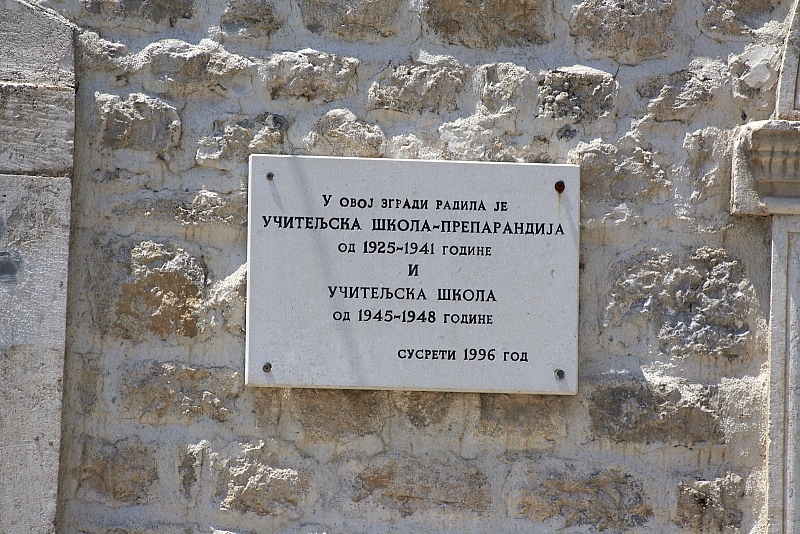 У ОВОЈ ЗГРАДИ РАДИЛА ЈЕ
УЧИТЕЉСКА ШКОЛА-ПРЕПАРАНДИЈА
ОД 1925-1941 ГОДИНЕ
И
УЧИТЕЉСКА ШКОЛА
ОД 1945-1948 ГОДИНЕ
СУСРЕТИ 1996 ГОД